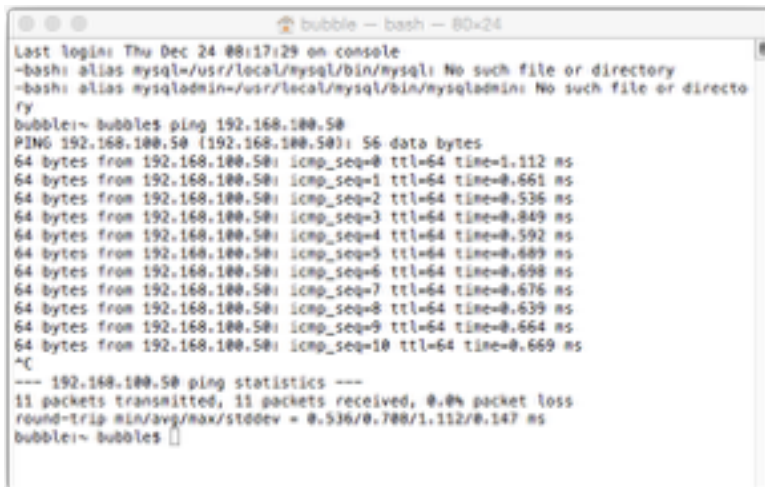 bubble — bash — 80×24
Last login: Thu Dec 24 08:17:29 on console
-bash: alias mysql=/usr/local/mysql/bin/mysql: No such file or directory
-bash: alias mysqladmin=/usr/local/mysql/bin/mysqladmin: No such file or directo
ry
bubble:~ bubble$ ping 192.168.100.50
PING 192.168.100.50 (192.168.100.50): 56 data bytes
64 bytes from 192.168.100.50: icmp_seq=0 ttl=64 time=1.112 ms
64 bytes from 192.168.100.50: icmp_seq=1 ttl=64 time=0.661 ms
64 bytes from 192.168.100.50: icmp_seq=2 ttl=64 time=0.536 ms
64 bytes from 192.168.100.50: icmp_seq=3 ttl=64 time=0.849 ms
64 bytes from 192.168.100.50: icmp_seq=4 ttl=64 time=0.592 ms
64 bytes from 192.168.100.50: icmp_seq=5 ttl=64 time=0.689 ms
64 bytes from 192.168.100.50: icmp_seq=6 ttl=64 time=0.698 ms
64 bytes from 192.168.100.50: icmp_seq=7 ttl=64 time=0.676 ms
64 bytes from 192.168.100.50: icmp_seq=8 ttl=64 time=0.639 ms
64 bytes from 192.168.100.50: icmp_seq=9 ttl=64 time=0.664 ms
64 bytes from 192.168.100.50: icmp_seq=10 ttl=64 time=0.669 ms
^C
--- 192.168.100.50 ping statistics ---
11 packets transmitted, 11 packets received, 0.0% packet loss
round-trip min/avg/max/stddev = 0.536/0.708/1.112/0.147 ms
bubble:~ bubble$